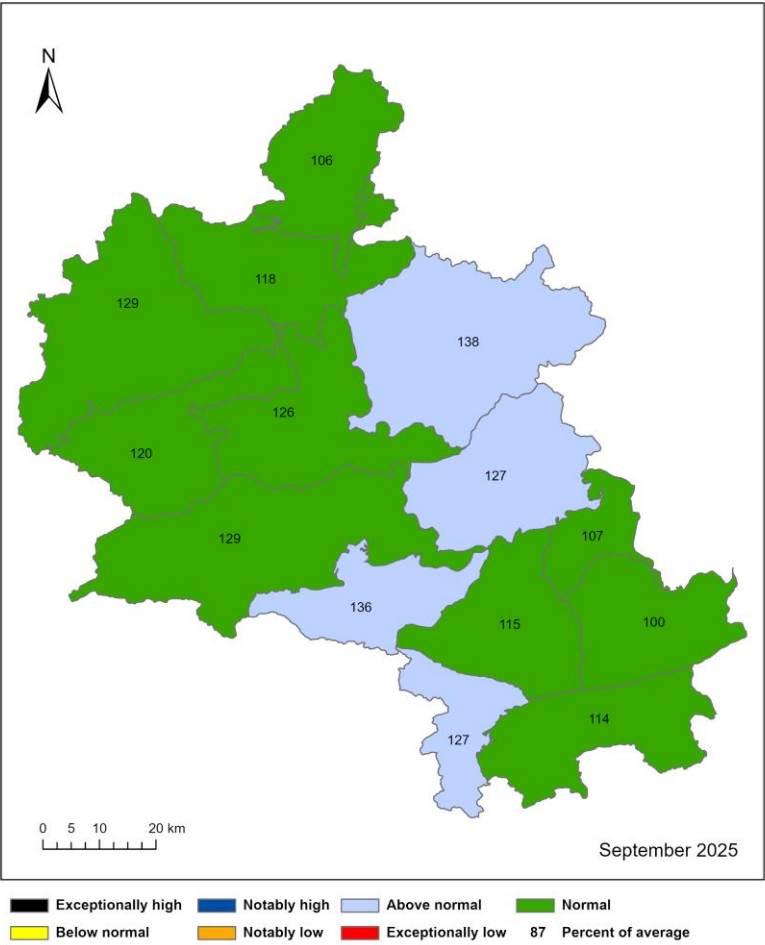 N
106
118
129
138
126
120
127
129
107
136
115
100
114
127
0 5 10 20 km
September 2025
Exceptionally high Notably high Above normal Normal
Below normal Notably low Exceptionally low 87 Percent of average